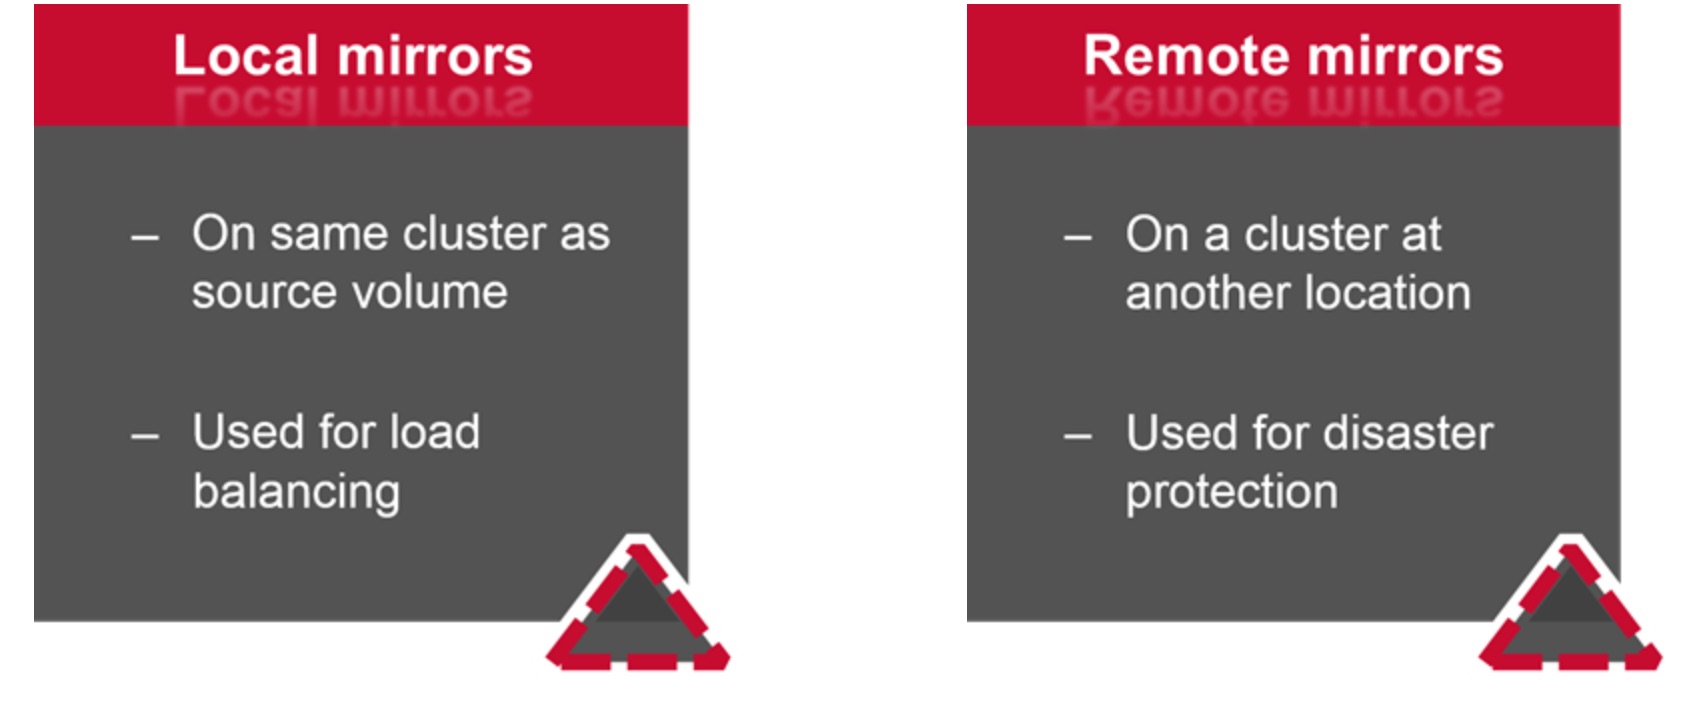 Local mirrors
– On same cluster as
source volume
– Used for load
balancing
Remote mirrors
– On a cluster at
another location
– Used for disaster
protection